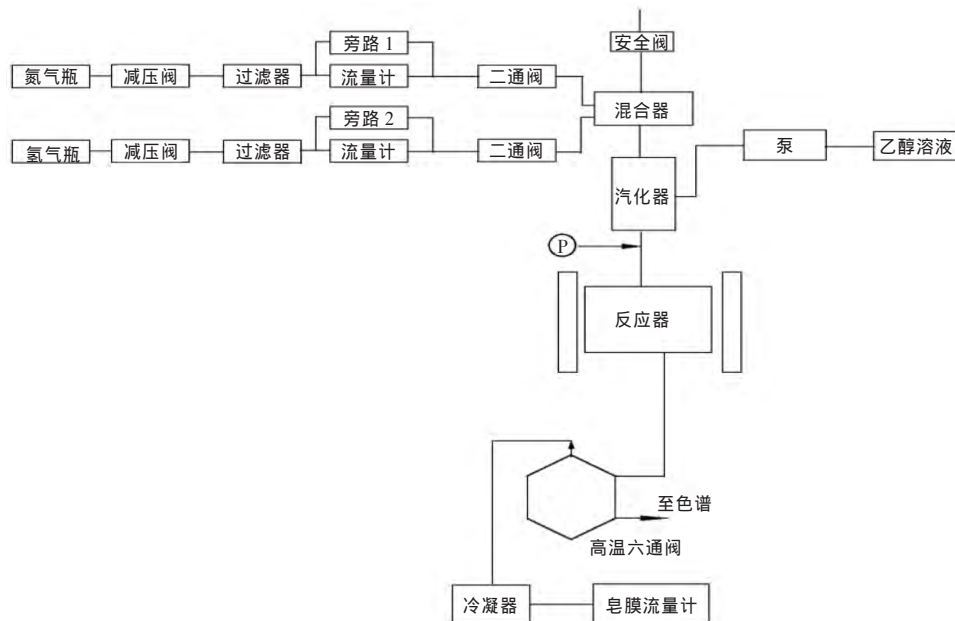 安全阀
旁路 1
氮气瓶
减压阀
过滤器
流量计
二通阀
混合器
旁路 2
氢气瓶
减压阀
过滤器
流量计
二通阀
泵
乙醇溶液
汽化器
P
反应器
至色谱
高温六通阀
冷凝器
皂膜流量计